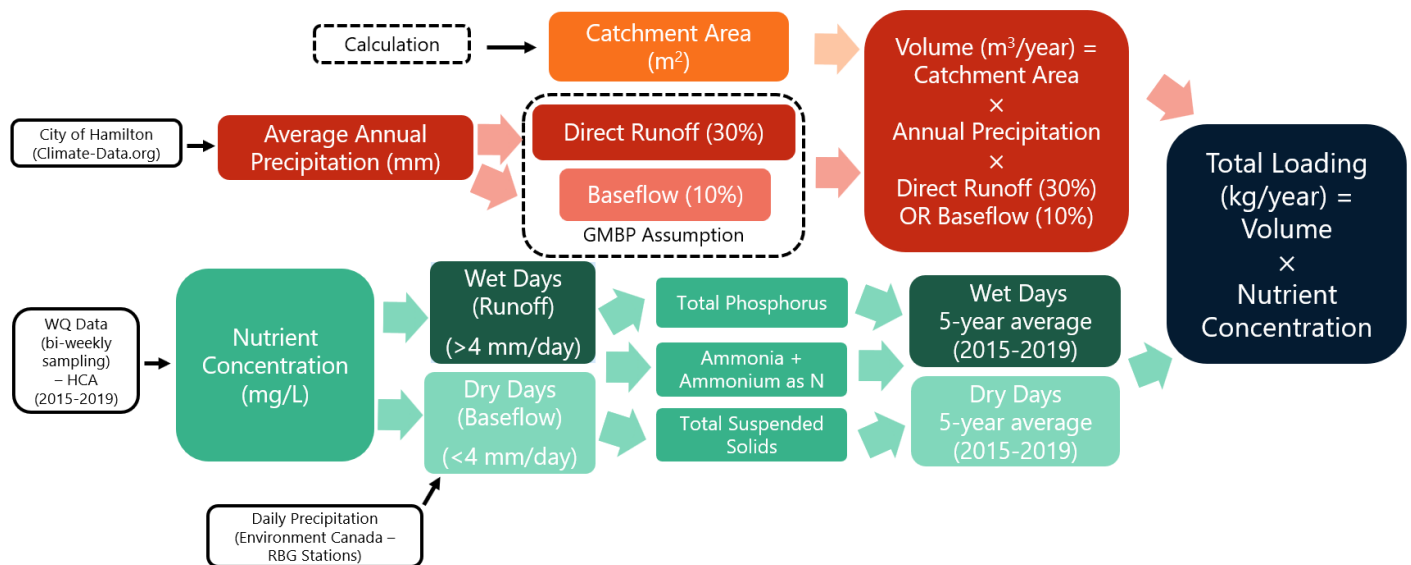 Calculation
Catchment Area
(m²)
City of Hamilton
(Climate-Data.org)
Average Annual
Precipitation (mm)
Direct Runoff (30%)
Baseflow (10%)
GMBP Assumption
Volume (m³/year) =
Catchment Area
×
Annual Precipitation
×
Direct Runoff (30%)
OR Baseflow (10%)
Total Loading
(kg/year) =
Volume
×
Nutrient
Concentration
WQ Data
(bi-weekly
sampling)
– HCA
(2015-2019)
Nutrient
Concentration
(mg/L)
Wet Days
(Runoff)
(>4 mm/day)
Dry Days
(Baseflow)
(<4 mm/day)
Daily Precipitation
(Environment Canada –
RBG Stations)
Total Phosphorus
Ammonia +
Ammonium as N
Total Suspended
Solids
Wet Days
5-year average
(2015-2019)
Dry Days
5-year average
(2015-2019)